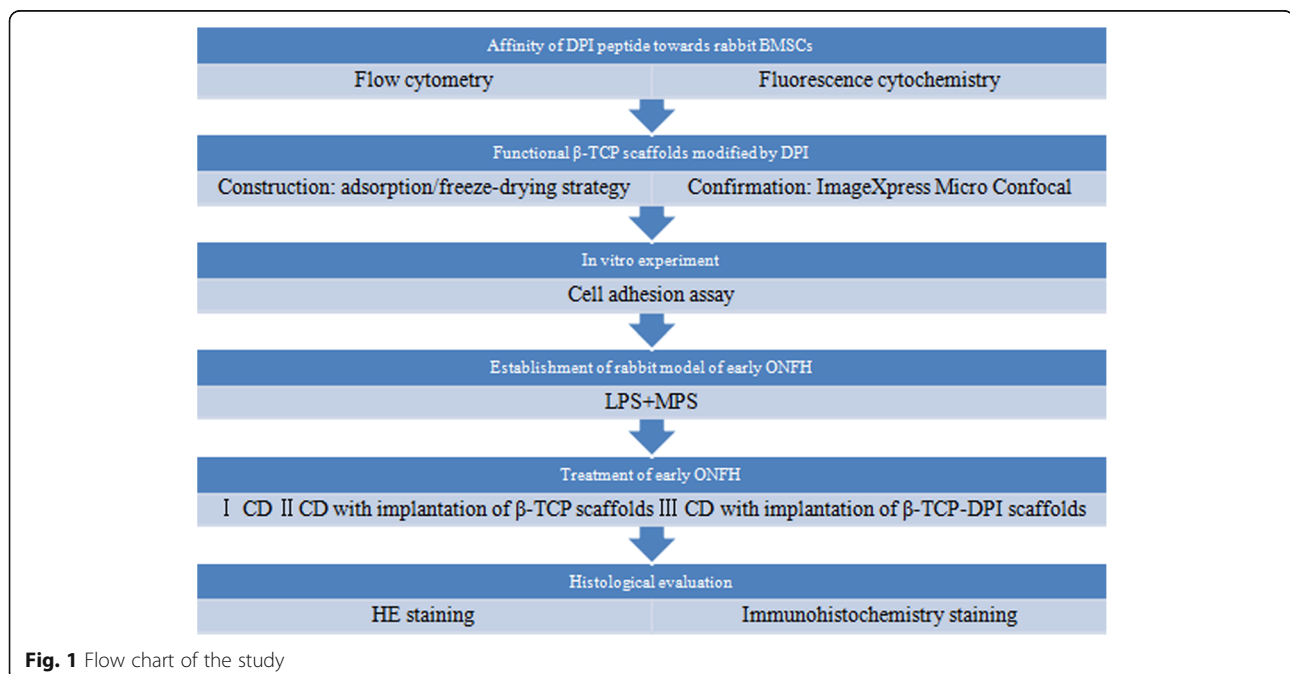 Affinity of DPI peptide towards rabbit BMSCs
Flow cytometry Fluorescence cytochemistry
Functional β-TCP scaffolds modified by DPI
Construction: adsorption/freeze-drying strategy Confirmation: ImageXpress Micro Confocal
In vitro experiment
Cell adhesion assay
Establishment of rabbit model of early ONFH
LPS+MPS
Treatment of early ONFH
Ⅰ CD Ⅱ CD with implantation of β-TCP scaffolds Ⅲ CD with implantation of β-TCP-DPI scaffolds
Histological evaluation
HE staining Immunohistochemistry staining
Fig. 1 Flow chart of the study